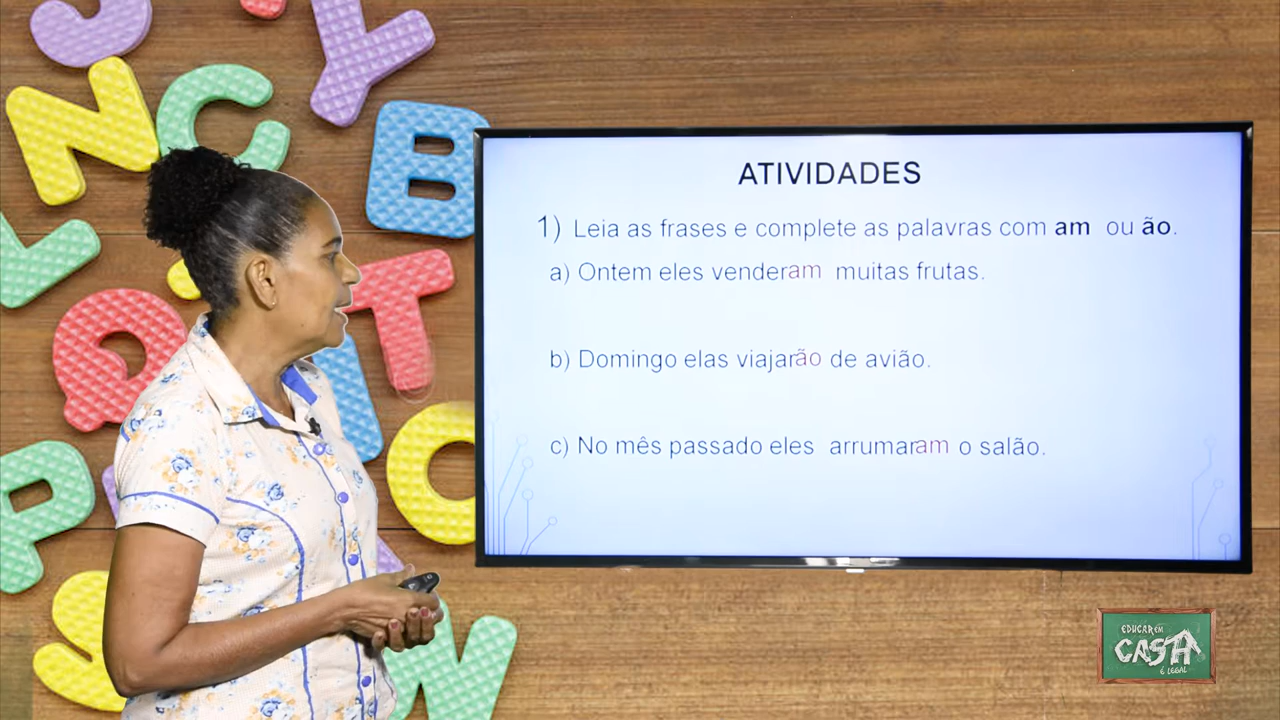 ATIVIDADES
1) Leia as frases e complete as palavras com am ou ão.
a) Ontem eles venderam muitas frutas.
b) Domingo elas viajarão de avião.
c) No mês passado eles arrumaram o salão.
EDUCAR EM
CASA
É LEGAL
N C Y B
L T
P
W